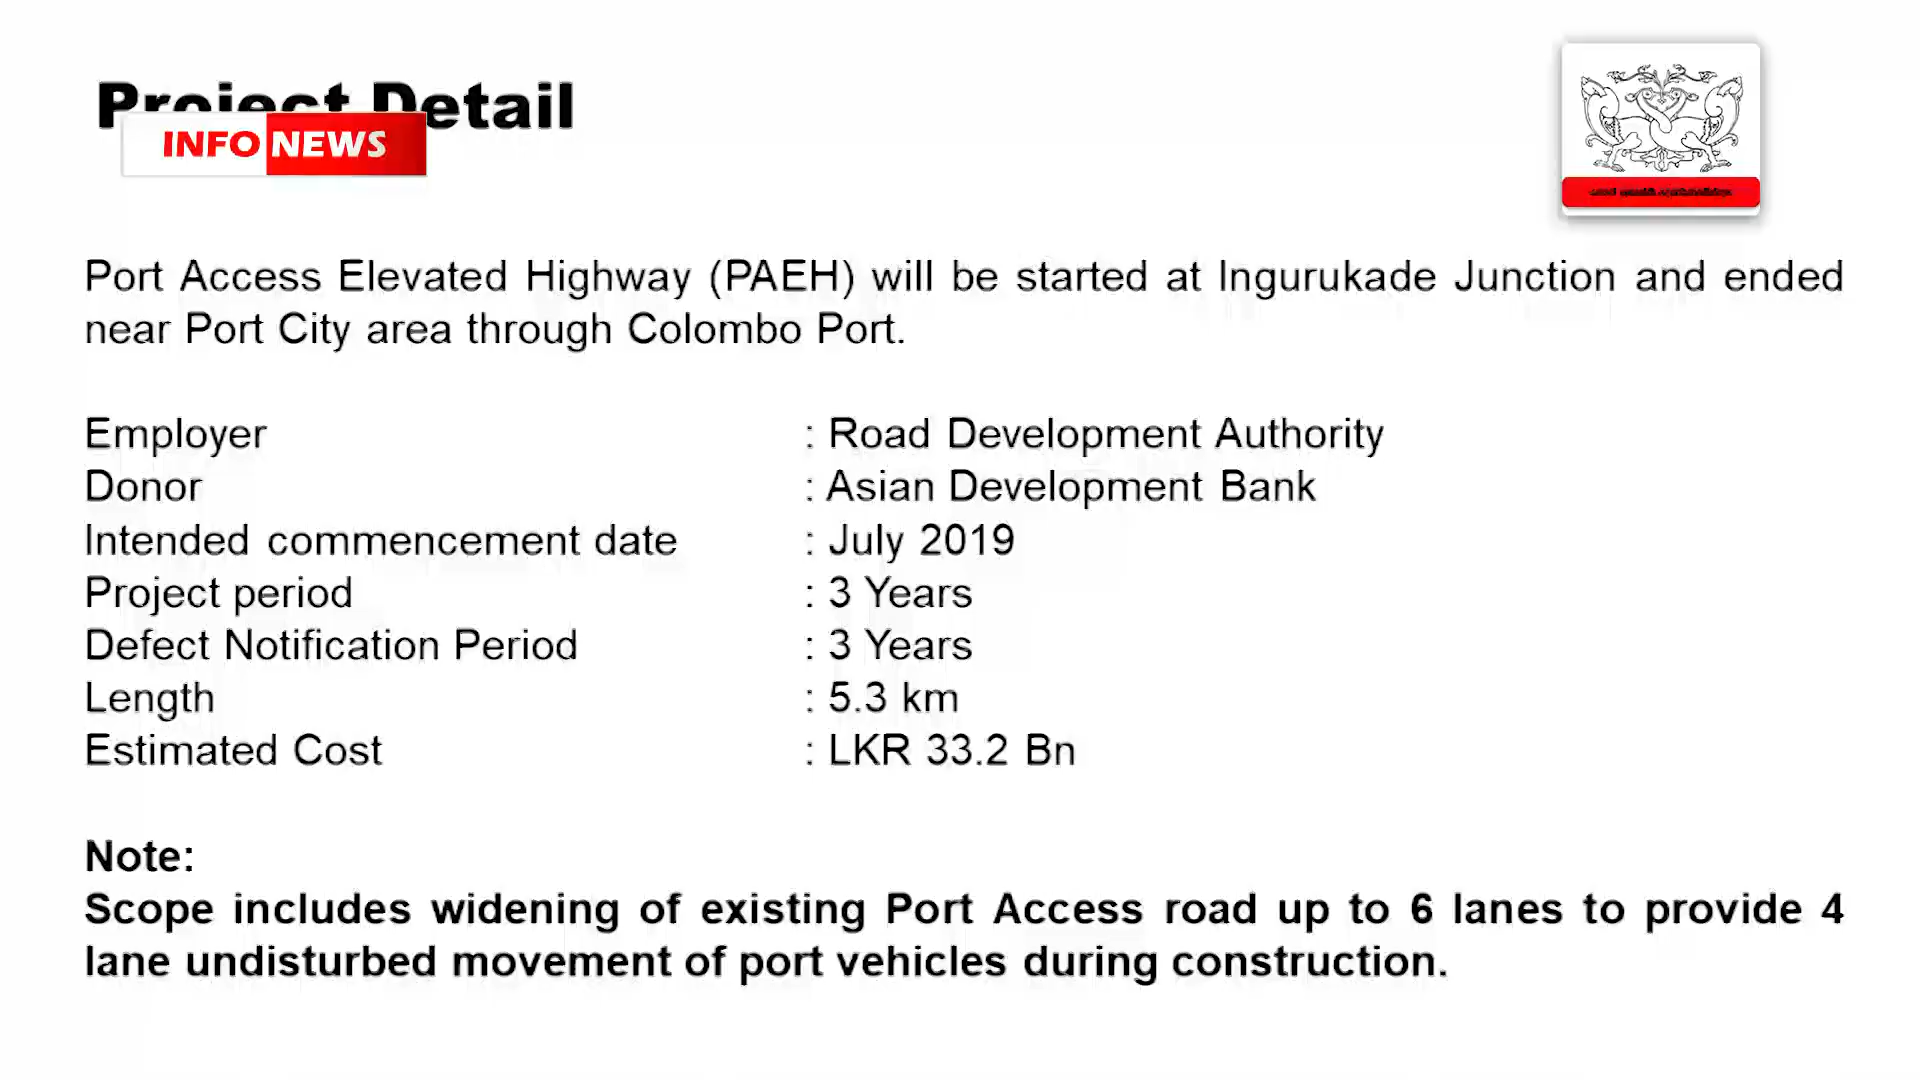 Project Detail
INFO NEWS
Port Access Elevated Highway (PAEH) will be started at Ingurukade Junction and ended
near Port City area through Colombo Port.
Employer : Road Development Authority
Donor : Asian Development Bank
Intended commencement date : July 2019
Project period : 3 Years
Defect Notification Period : 3 Years
Length : 5.3 km
Estimated Cost : LKR 33.2 Bn
Note:
Scope includes widening of existing Port Access road up to 6 lanes to provide 4
lane undisturbed movement of port vehicles during construction.